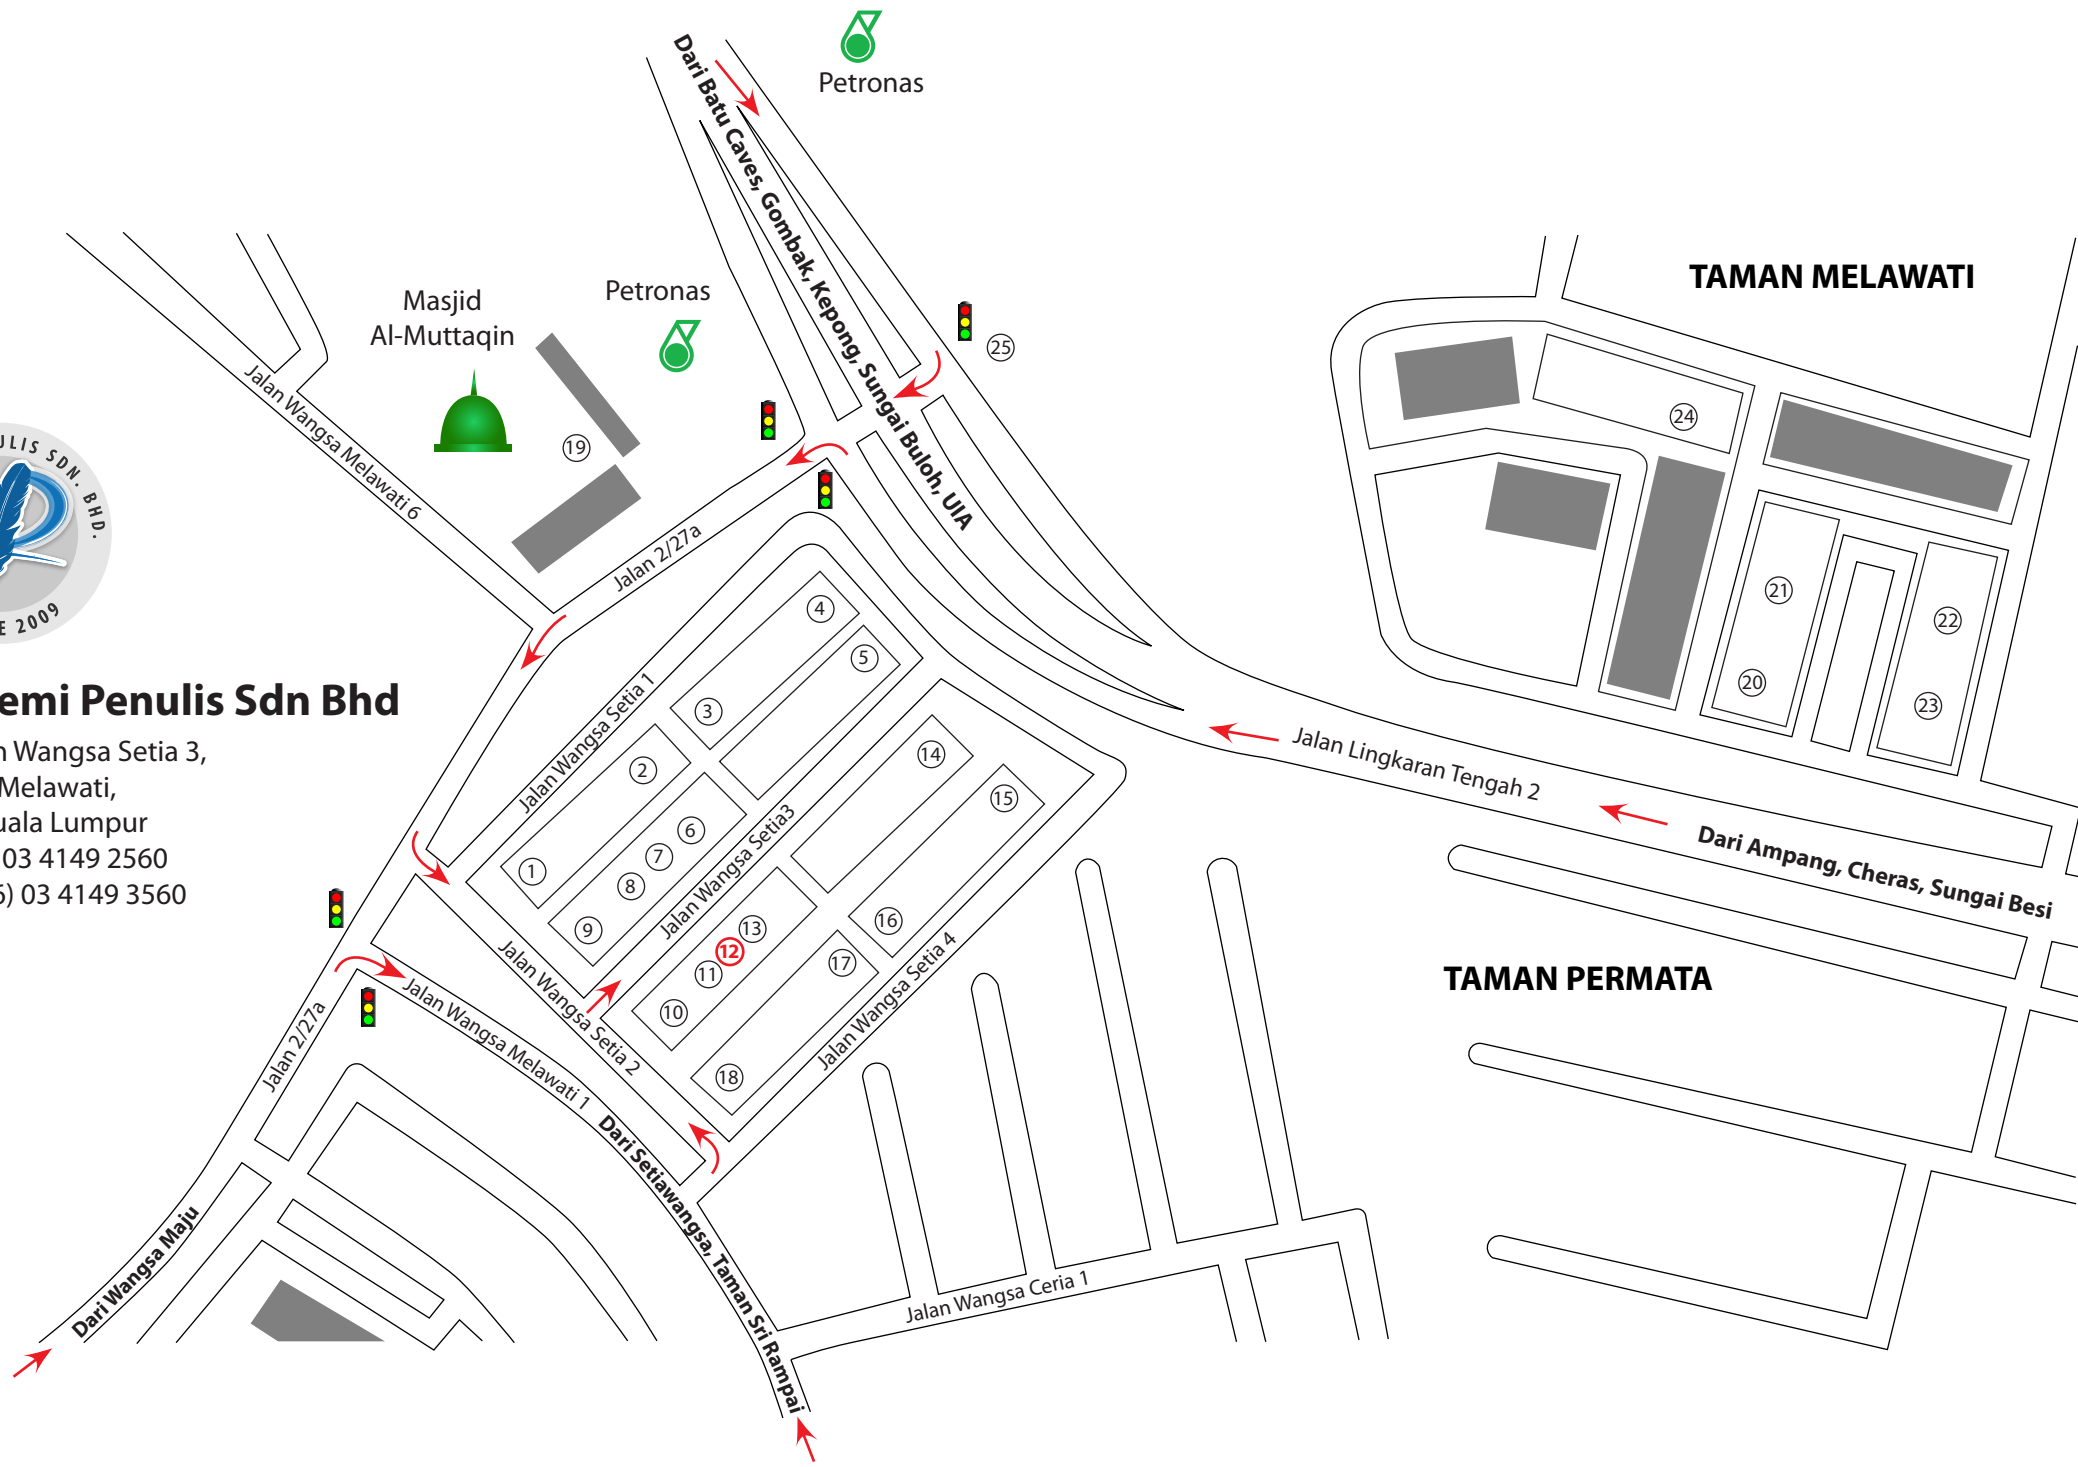 Petronas
Dari Batu Caves, Gombak, Kepong, Sungai Buloh, UIA
TAMAN MELAWATI
Masjid
Al-Muttaqin
Petronas
25
19
24
Jalan Wangsa Melawati 6
Jalan 2/27a
SDN. BHD.
2009
Penulis Sdn Bhd
Wangsa Setia 3,
Melawati,
Lumpur
03 4149 2560
03 4149 3560
Jalan Wangsa Setia 1
4
5
3
2
14
15
6
7
8
1
9
Jalan Wangsa Setia3
13
12
11
10
16
17
18
Jalan Wangsa Setia 4
Jalan Wangsa Setia 2
21
22
20
23
Jalan Lingkaran Tengah 2
Dari Ampang, Cheras, Sungai Besi
TAMAN PERMATA
Jalan Wangsa Melawati 1
Jalan 2/27a
Dari Setiawangsa, Taman Sri Rampai
Dari Wangsa Maju
Jalan Wangsa Ceria 1